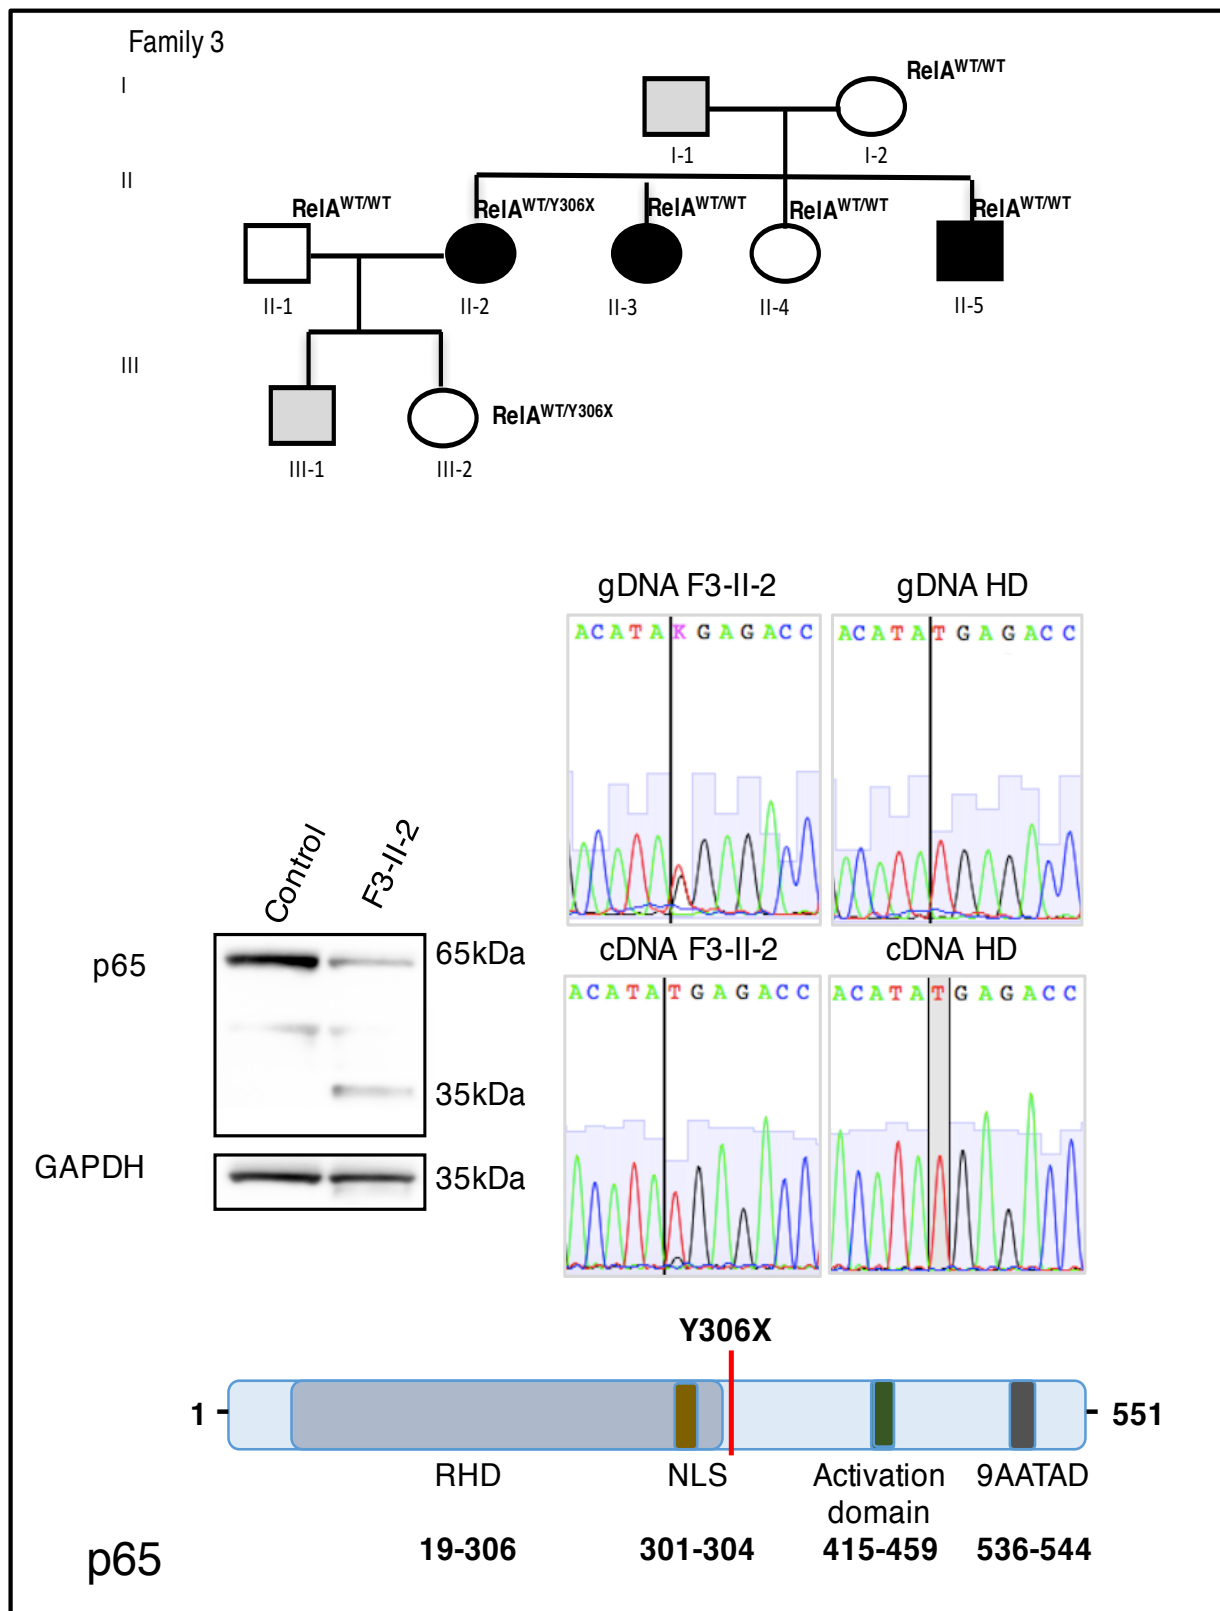 Family 3
I
RelA^WT/WT
I-1
I-2
II
RelA^WT/WT
RelA^WT/Y306X
RelA^WT/WT
RelA^WT/WT
RelA^WT/WT
II-1
II-2
II-3
II-4
II-5
III
RelA^WT/Y306X
III-1
III-2
gDNA F3-II-2
gDNA HD
ACATAKGAGACC
ACATATGAGACC
Control
F3-II-2
p65
65kDa
35kDa
GAPDH
35kDa
cDNA F3-II-2
cDNA HD
ACATATGAGACC
ACATATGAGACC
Y306X
1
551
RHD
NLS
Activation
domain
9AATAD
19-306
301-304
415-459
536-544
p65